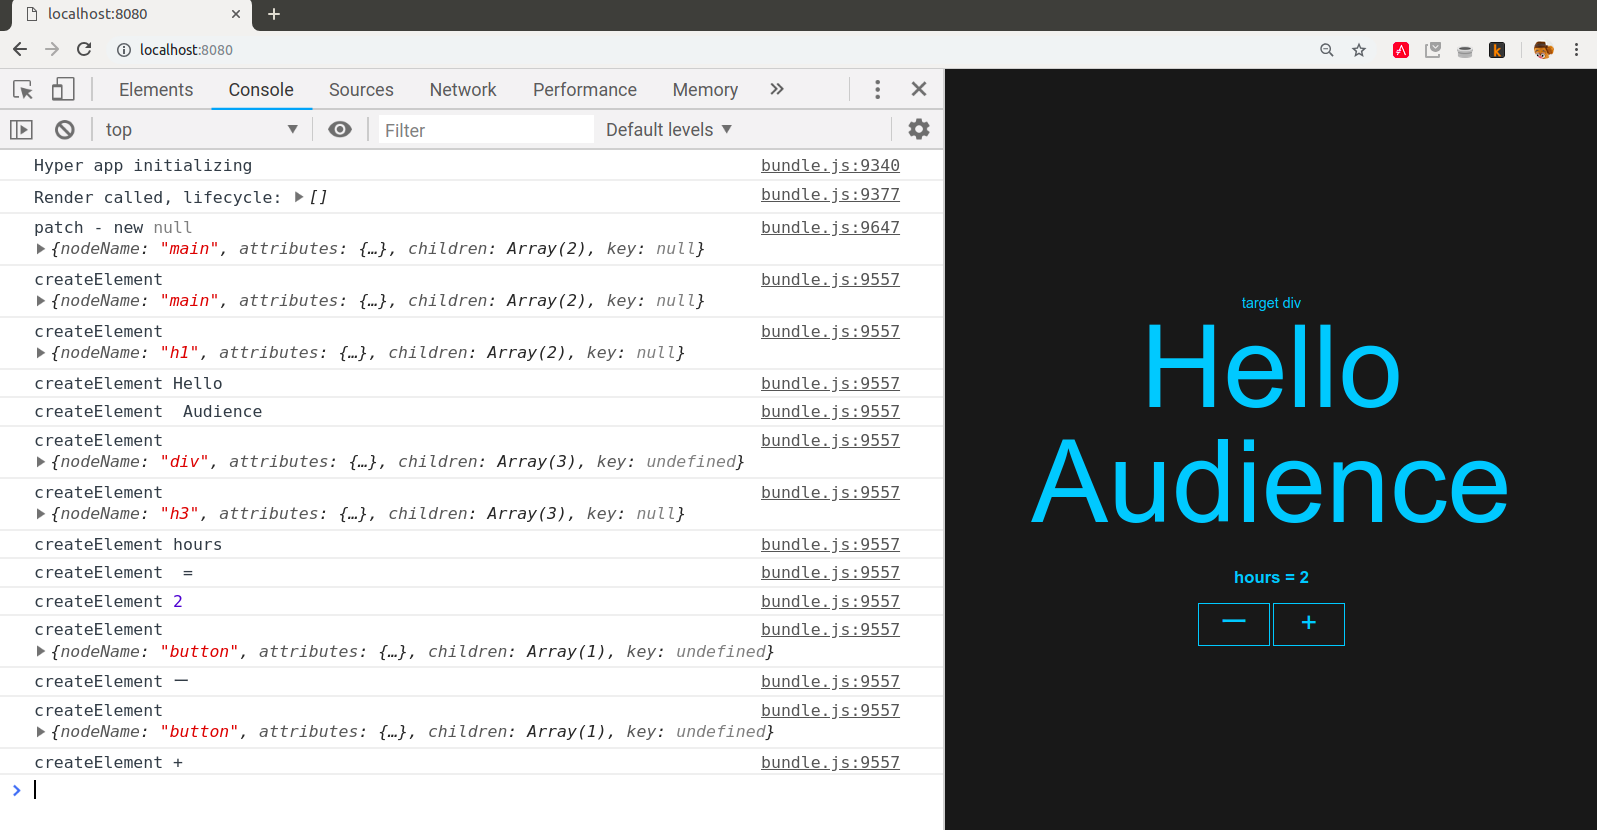 localhost:8080
localhost:8080
Elements Console Sources Network Performance Memory »
top Filter Default levels
Hyper app initializing bundle.js:9340
Render called, lifecycle: ▶[] bundle.js:9377
patch - new null bundle.js:9647
▶{nodeName: "main", attributes: {…}, children: Array(2), key: null}
createElement bundle.js:9557
▶{nodeName: "main", attributes: {…}, children: Array(2), key: null}
createElement bundle.js:9557
▶{nodeName: "h1", attributes: {…}, children: Array(2), key: null}
createElement Hello bundle.js:9557
createElement  Audience bundle.js:9557
createElement bundle.js:9557
▶{nodeName: "div", attributes: {…}, children: Array(3), key: undefined}
createElement bundle.js:9557
▶{nodeName: "h3", attributes: {…}, children: Array(3), key: null}
createElement hours bundle.js:9557
createElement  = bundle.js:9557
createElement 2 bundle.js:9557
createElement bundle.js:9557
▶{nodeName: "button", attributes: {…}, children: Array(1), key: undefined}
createElement ー bundle.js:9557
createElement bundle.js:9557
▶{nodeName: "button", attributes: {…}, children: Array(1), key: undefined}
createElement + bundle.js:9557
>
target div
Hello
Audience
hours = 2
ー +